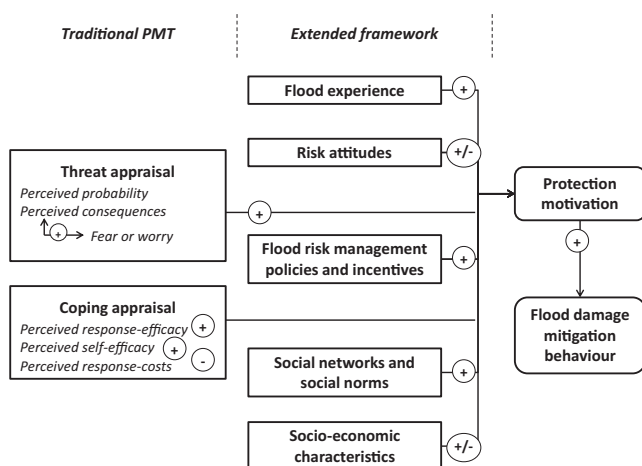 Traditional PMT
Extended framework
Flood experience
+
Risk attitudes
+/-
Threat appraisal
Perceived probability
Perceived consequences
+
Fear or worry
+
Protection
motivation
+
Flood risk management
policies and incentives
+
Coping appraisal
Perceived response-efficacy +
Perceived self-efficacy +
Perceived response-costs -
Flood damage
mitigation
behaviour
Social networks and
social norms
+
Socio-economic
characteristics
+/-